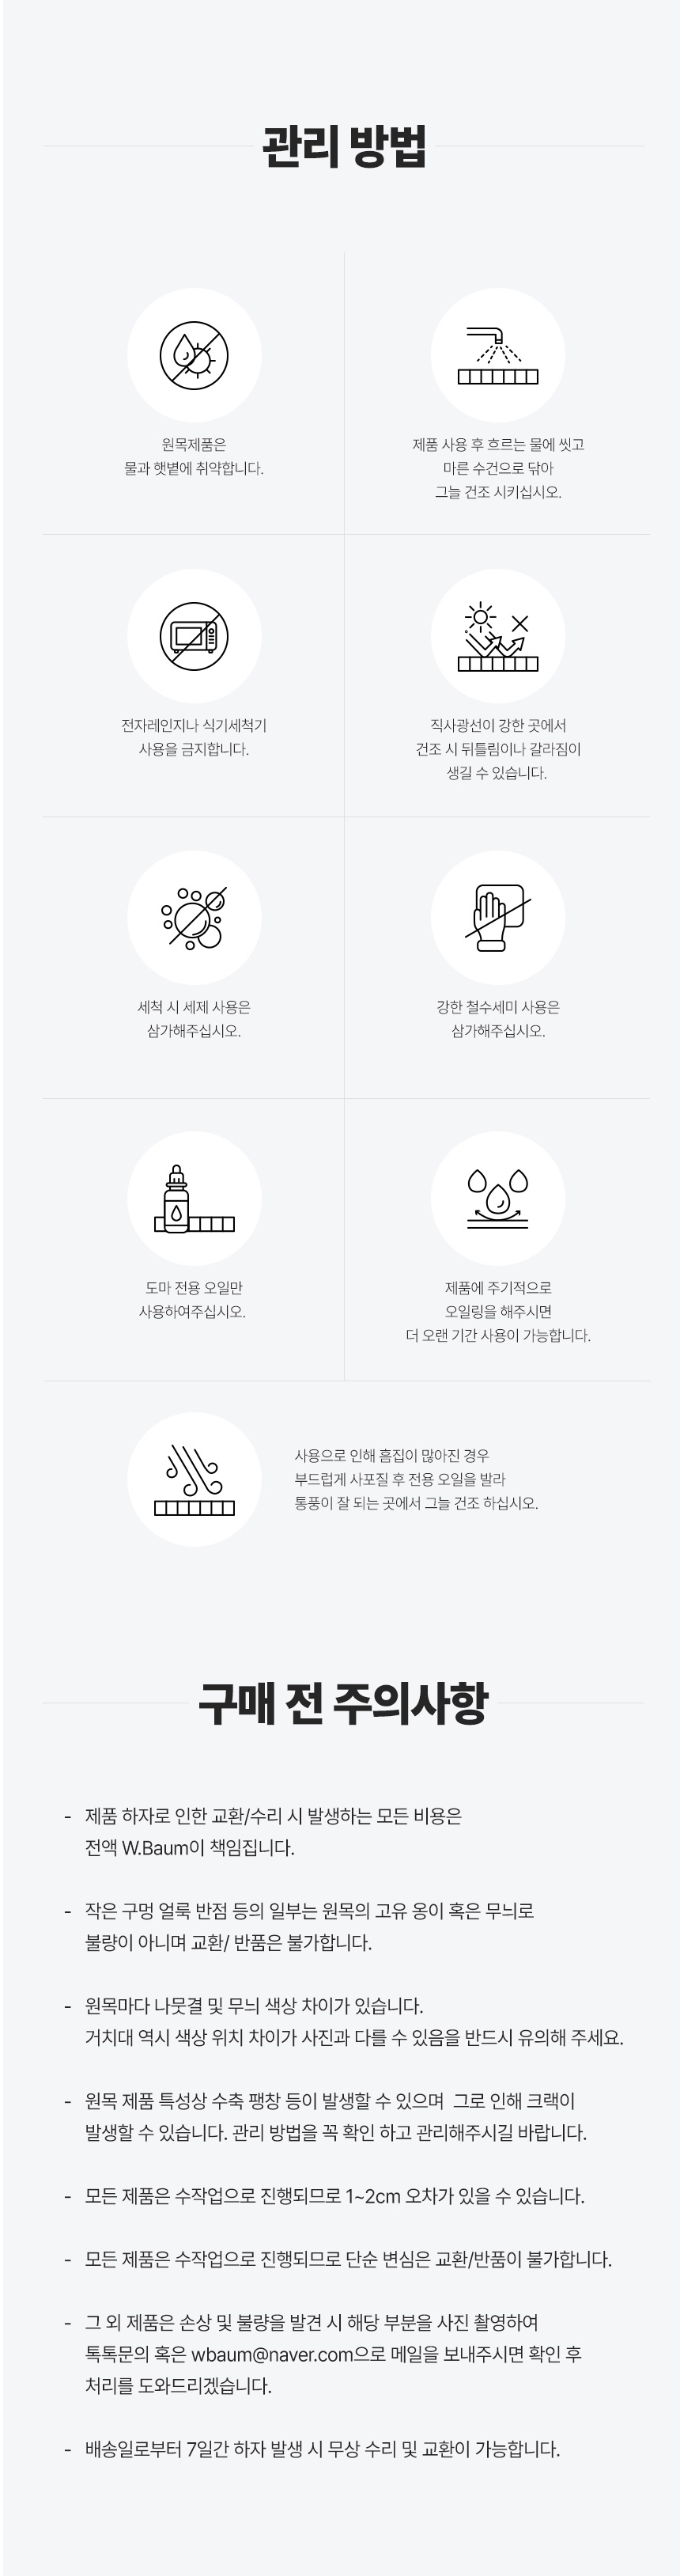 관리 방법
원목제품은
물과 햇볕에 취약합니다.
제품 사용 후 흐르는 물에 씻고
마른 수건으로 닦아
그늘 건조 시키십시오.
전자레인지나 식기세척기
사용을 금지합니다.
직사광선이 강한 곳에서
건조 시 뒤틀림이나 갈라짐이
생길 수 있습니다.
세척 시 세제 사용은
삼가해주십시오.
강한 철수세미 사용은
삼가해주십시오.
도마 전용 오일만
사용하여주십시오.
제품에 주기적으로
오일링을 해주시면
더 오랜 기간 사용이 가능합니다.
사용으로 인해 흠집이 많아진 경우
부드럽게 사포질 후 전용 오일을 발라
통풍이 잘 되는 곳에서 그늘 건조 하십시오.
구매 전 주의사항
- 제품 하자로 인한 교환/수리 시 발생하는 모든 비용은
전액 W.Baum이 책임집니다.
- 작은 구멍 얼룩 반점 등의 일부는 원목의 고유 옹이 혹은 무늬로
불량이 아니며 교환/ 반품은 불가합니다.
- 원목마다 나뭇결 및 무늬 색상 차이가 있습니다.
거치대 역시 색상 위치 차이가 사진과 다를 수 있음을 반드시 유의해 주세요.
- 원목 제품 특성상 수축 팽창 등이 발생할 수 있으며 그로 인해 크랙이
발생할 수 있습니다. 관리 방법을 꼭 확인 하고 관리해주시길 바랍니다.
- 모든 제품은 수작업으로 진행되므로 1~2cm 오차가 있을 수 있습니다.
- 모든 제품은 수작업으로 진행되므로 단순 변심은 교환/반품이 불가합니다.
- 그 외 제품은 손상 및 불량을 발견 시 해당 부분을 사진 촬영하여
톡톡문의 혹은 wbaum@naver.com으로 메일을 보내주시면 확인 후
처리를 도와드리겠습니다.
- 배송일로부터 7일간 하자 발생 시 무상 수리 및 교환이 가능합니다.